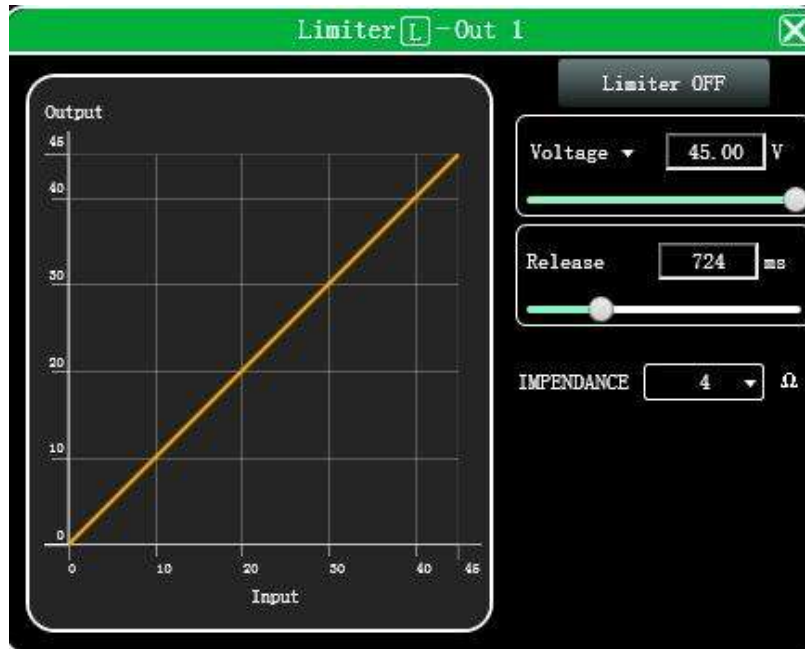 Limiter L-Out 1
Limiter OFF
Output
45
40
30
20
10
0
0 10 20 30 40 45
Input
Voltage 45.00 V
Release 724 ms
IMPENDANCE 4 Ω